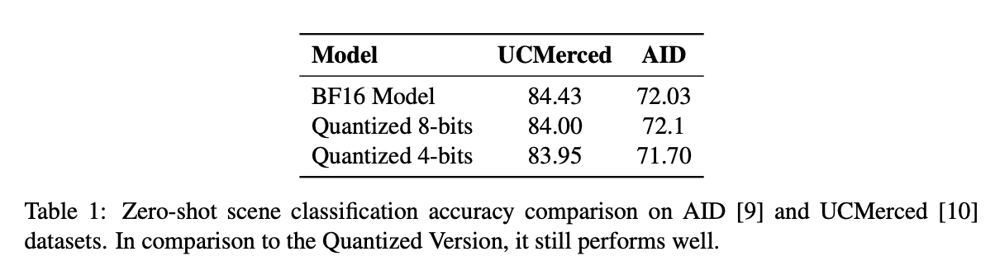 Model UCMerced AID
BF16 Model 84.43 72.03
Quantized 8-bits 84.00 72.1
Quantized 4-bits 83.95 71.70
Table 1: Zero-shot scene classification accuracy comparison on AID [9] and UCMerced [10]
datasets. In comparison to the Quantized Version, it still performs well.